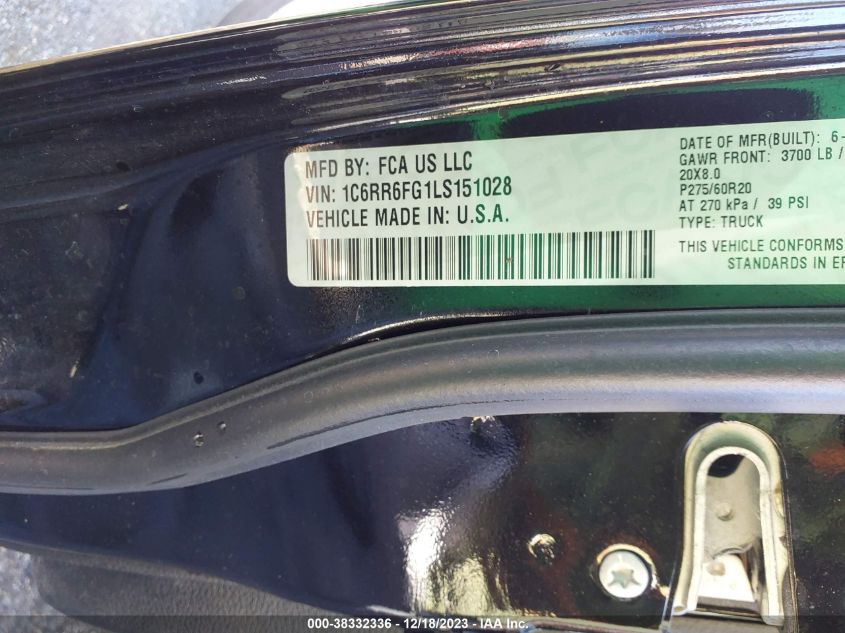 MFD BY: FCA US LLC
VIN: 1C6RR6FG1LS151028
VEHICLE MADE IN: U.S.A.
DATE OF MFR(BUILT): 6-
GAWR FRONT: 3700 LB /
20X8.0
P275/60R20
AT 270 kPa / 39 PSI
TYPE: TRUCK
THIS VEHICLE CONFORMS
STANDARDS IN EF
000-38332336 - 12/18/2023 - IAA Inc.